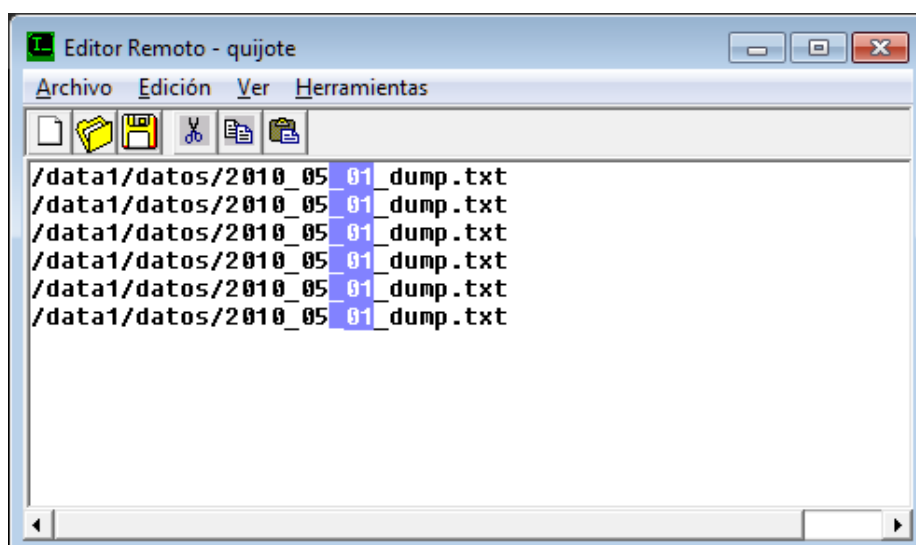 Editor Remoto - quijote
Archivo Edición Ver Herramientas
/data1/datos/2010_05_01_dump.txt
/data1/datos/2010_05_01_dump.txt
/data1/datos/2010_05_01_dump.txt
/data1/datos/2010_05_01_dump.txt
/data1/datos/2010_05_01_dump.txt
/data1/datos/2010_05_01_dump.txt